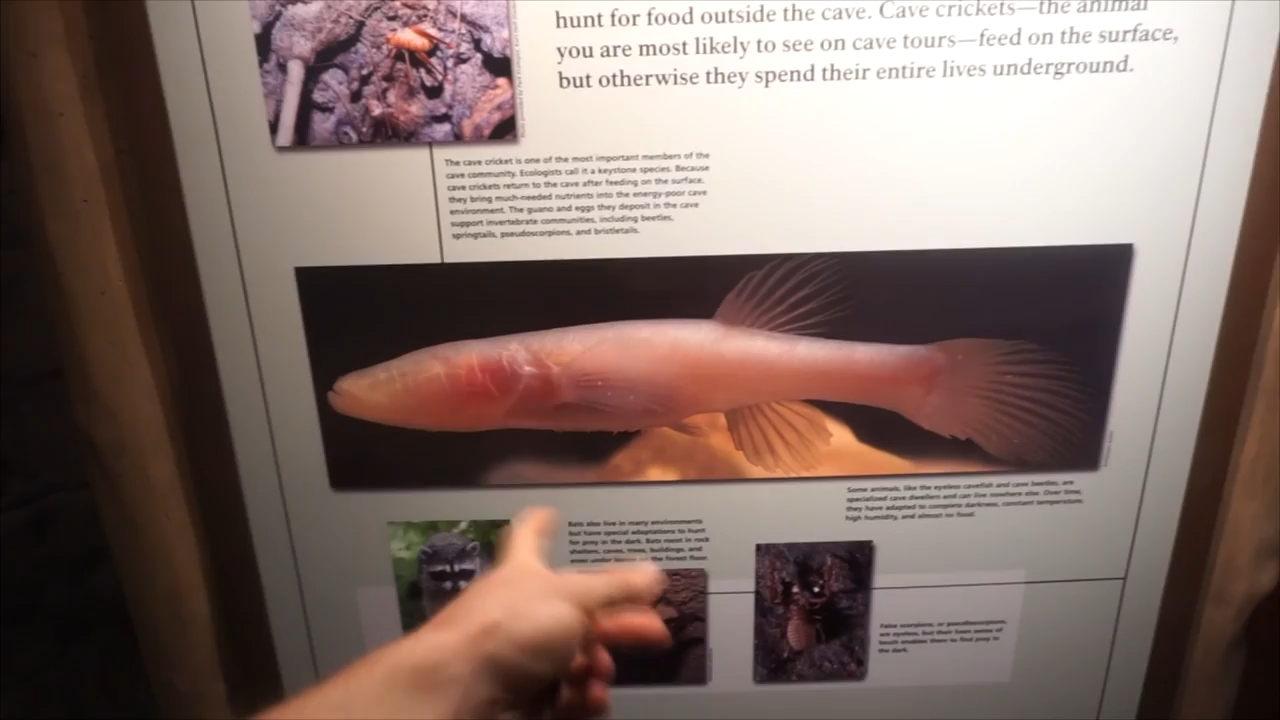 hunt for food outside the cave. Cave crickets—the animal
you are most likely to see on cave tours—feed on the surface,
but otherwise they spend their entire lives underground.
The cave cricket is one of the most important members of the
cave community. Ecologists call it a keystone species. Because
cave crickets return to the cave after feeding on the surface,
they bring much-needed nutrients into the energy-poor cave
environment. The guano and eggs they deposit in the cave
support invertebrate communities, including beetles,
springtails, pseudoscorpions, and bristletails.
Some animals, like the eyeless cavefish and cave beetles, are
specialized cave dwellers and can live nowhere else. Over time,
they have adapted to complete darkness, constant temperature,
high humidity, and almost no food.
Bats also live in many environments
but have special adaptations to hunt
for prey in the dark. Bats roost in rock
shelters, caves, trees, buildings, and
even under leaves on the forest floor.
False scorpions, or pseudoscorpions,
are eyeless, but their keen sense of
touch enables them to find prey in
the dark.